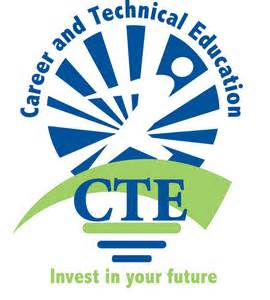 Career and Technical Education
CTE
Invest in your future